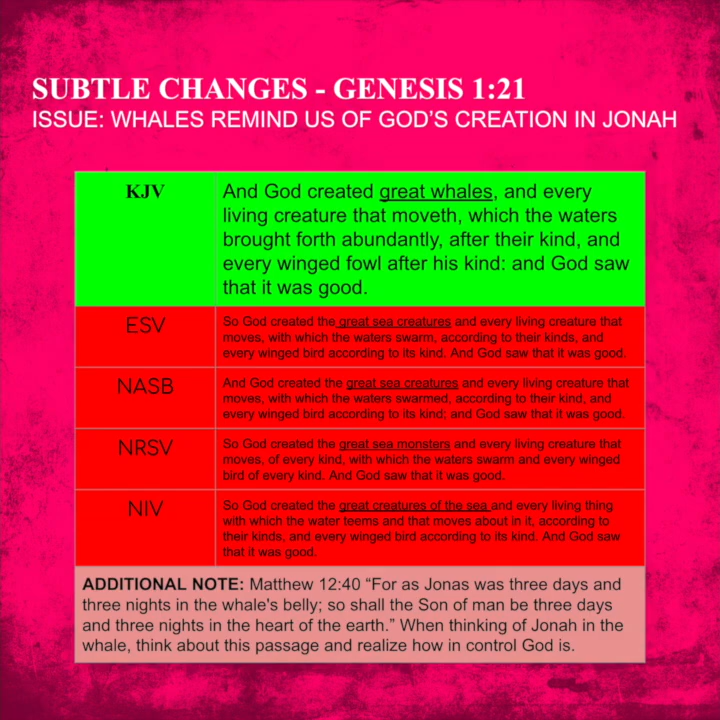 SUBTLE CHANGES - GENESIS 1:21
ISSUE: WHALES REMIND US OF GOD’S CREATION IN JONAH
KJV
And God created great whales, and every
living creature that moveth, which the waters
brought forth abundantly, after their kind, and
every winged fowl after his kind: and God saw
that it was good.
ESV
So God created the great sea creatures and every living creature that
moves, with which the waters swarm, according to their kinds, and
every winged bird according to its kind. And God saw that it was good.
NASB
And God created the great sea creatures and every living creature that
moves, with which the waters swarmed, according to their kind, and
every winged bird according to its kind; and God saw that it was good.
NRSV
So God created the great sea monsters and every living creature that
moves, of every kind, with which the waters swarm and every winged
bird of every kind. And God saw that it was good.
NIV
So God created the great creatures of the sea and every living thing
with which the water teems and that moves about in it, according to
their kinds, and every winged bird according to its kind. And God saw
that it was good.
ADDITIONAL NOTE: Matthew 12:40 “For as Jonas was three days and
three nights in the whale's belly; so shall the Son of man be three days
and three nights in the heart of the earth.” When thinking of Jonah in the
whale, think about this passage and realize how in control God is.